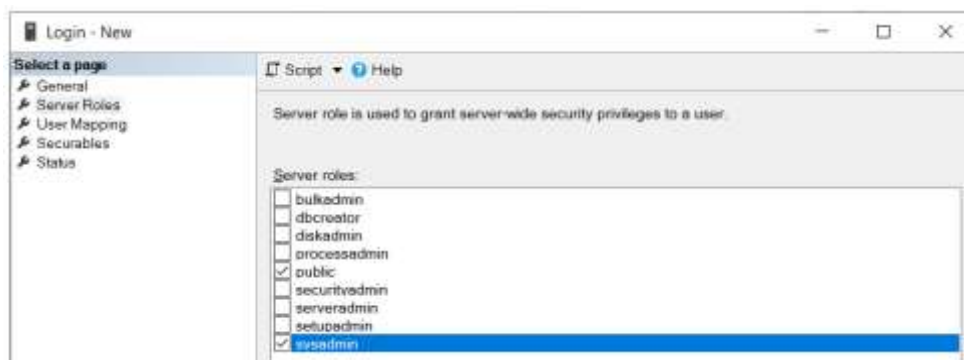 Login - New
Select a page
General
Server Roles
User Mapping
Securables
Status
Script
Help
Server role is used to grant server-wide security privileges to a user.
Server roles:
bulkadmin
dbcreator
diskadmin
processadmin
public
securityadmin
serveradmin
setupadmin
sysadmin